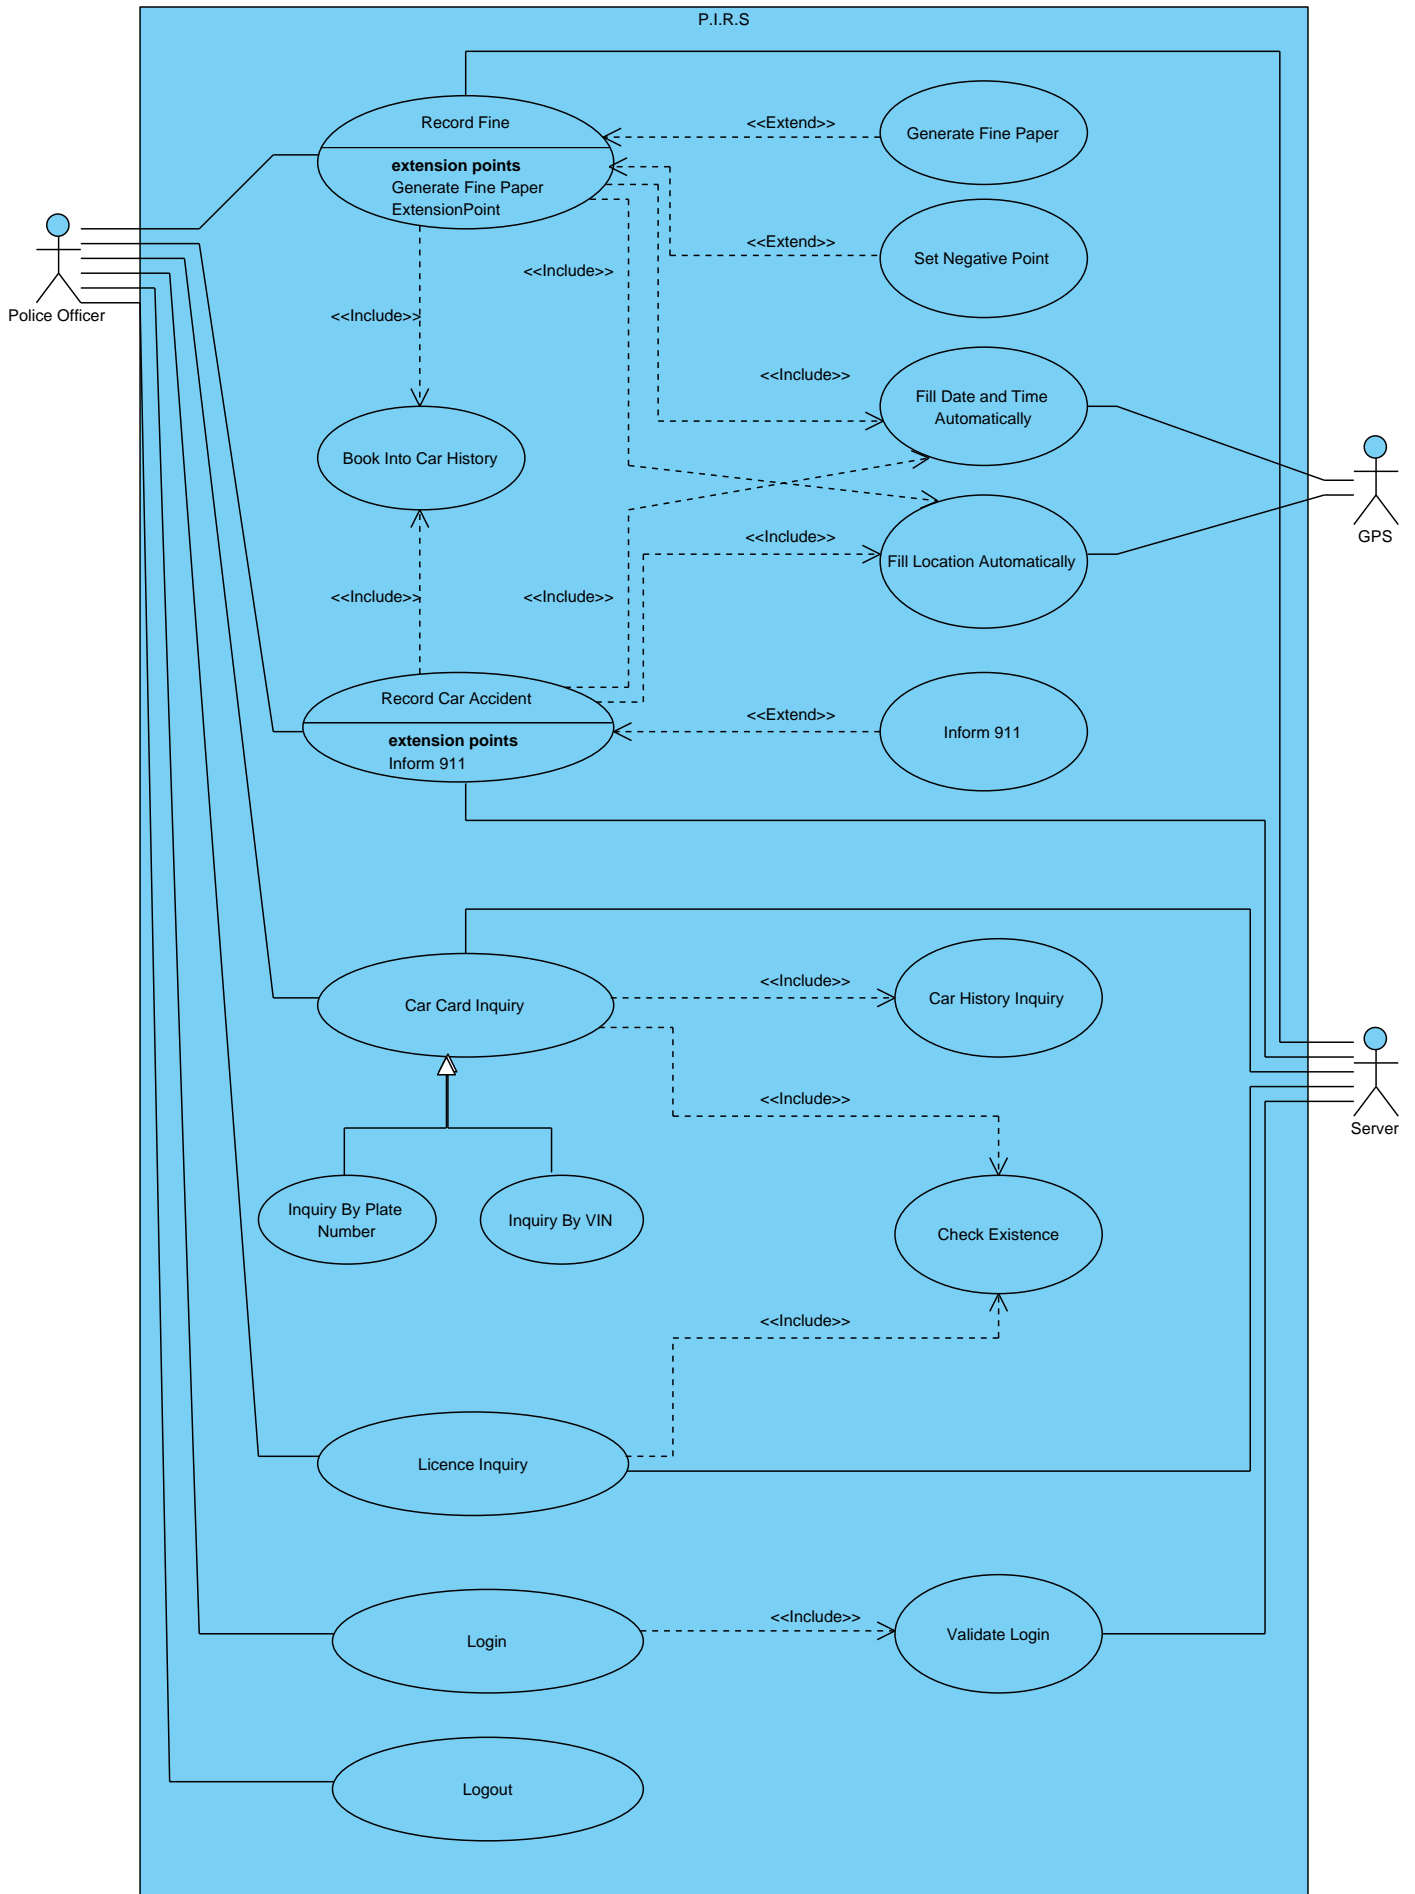 P.I.R.S
Record Fine
extension points
Generate Fine Paper
ExtensionPoint
<<Extend>>
Generate Fine Paper
<<Extend>>
Set Negative Point
<<Include>>
Police Officer
<<Include>>
<<Include>>
Fill Date and Time
Automatically
Book Into Car History
GPS
<<Include>>
Fill Location Automatically
<<Include>>
<<Include>>
Record Car Accident
extension points
Inform 911
<<Extend>>
Inform 911
Car Card Inquiry
<<Include>>
Car History Inquiry
<<Include>>
Server
Inquiry By Plate
Number
Inquiry By VIN
Check Existence
<<Include>>
Licence Inquiry
Login
<<Include>>
Validate Login
Logout